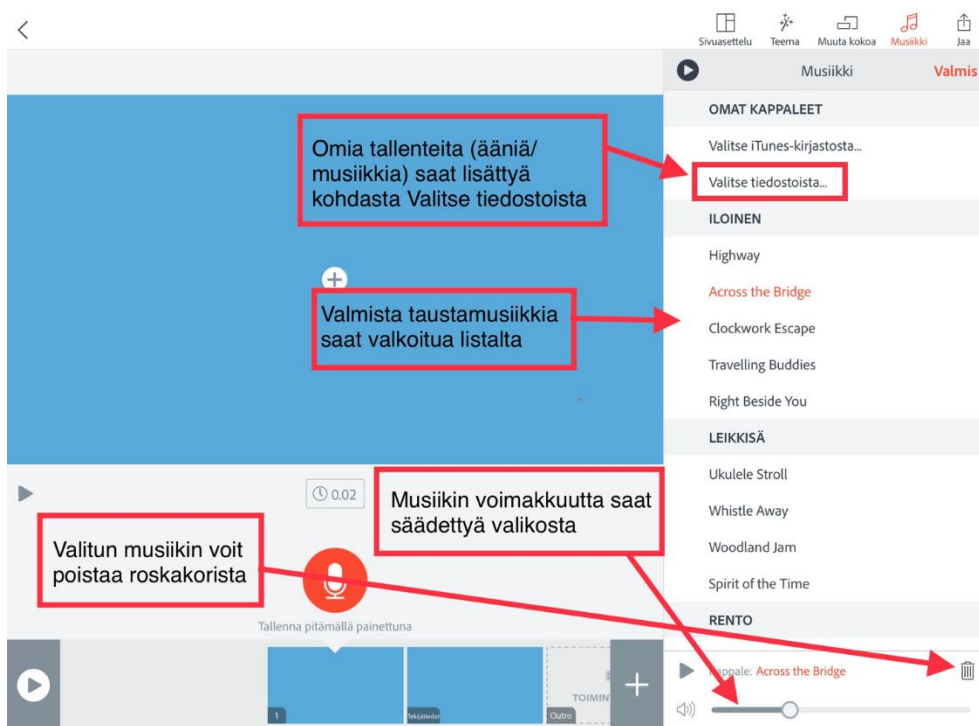 Sivuasettelu
Teema
Muuta kokoa
Musiikki
Jaa
Musiikki
Valmis
OMAT KAPPALEET
Valitse iTunes-kirjastosta...
Valitse tiedostoista...
ILOINEN
Highway
Across the Bridge
Clockwork Escape
Travelling Buddies
Right Beside You
LEIKKISÄ
Ukulele Stroll
Whistle Away
Woodland Jam
Spirit of the Time
RENTO
Kappale: Across the Bridge
Omia tallenteita (ääniä/
musiikkia) saat lisättyä
kohdasta Valitse tiedostoista
Valmista taustamusiikkia
saat valkoitua listalta
0.02
Musiikin voimakkuutta saat
säädettyä valikosta
Valitun musiikin voit
poistaa roskakorista
Tallenna pitämällä painettuna
1
Tekijätiedot
TOIMIN
Outro